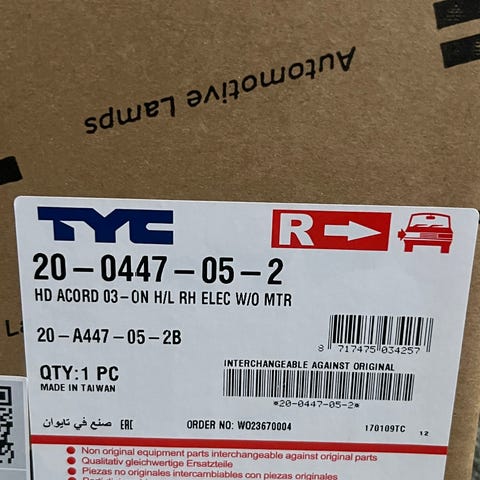 Automotive Lamps
TYC
R
20-0447-05-2
HD ACORD 03-ON H/L RH ELEC W/O MTR
20-A447-05-2B
8 717475 034257
QTY:1 PC
MADE IN TAIWAN
INTERCHANGEABLE AGAINST ORIGINAL
*20-0447-05-2*
صنع في تايوان EAC ORDER NO: WO23670004 170109TC 12
Non original equipment parts interchangeable against original parts
Qualitativ gleichwertige Ersatzteile
Piezas no originales intercambiables con piezas originales